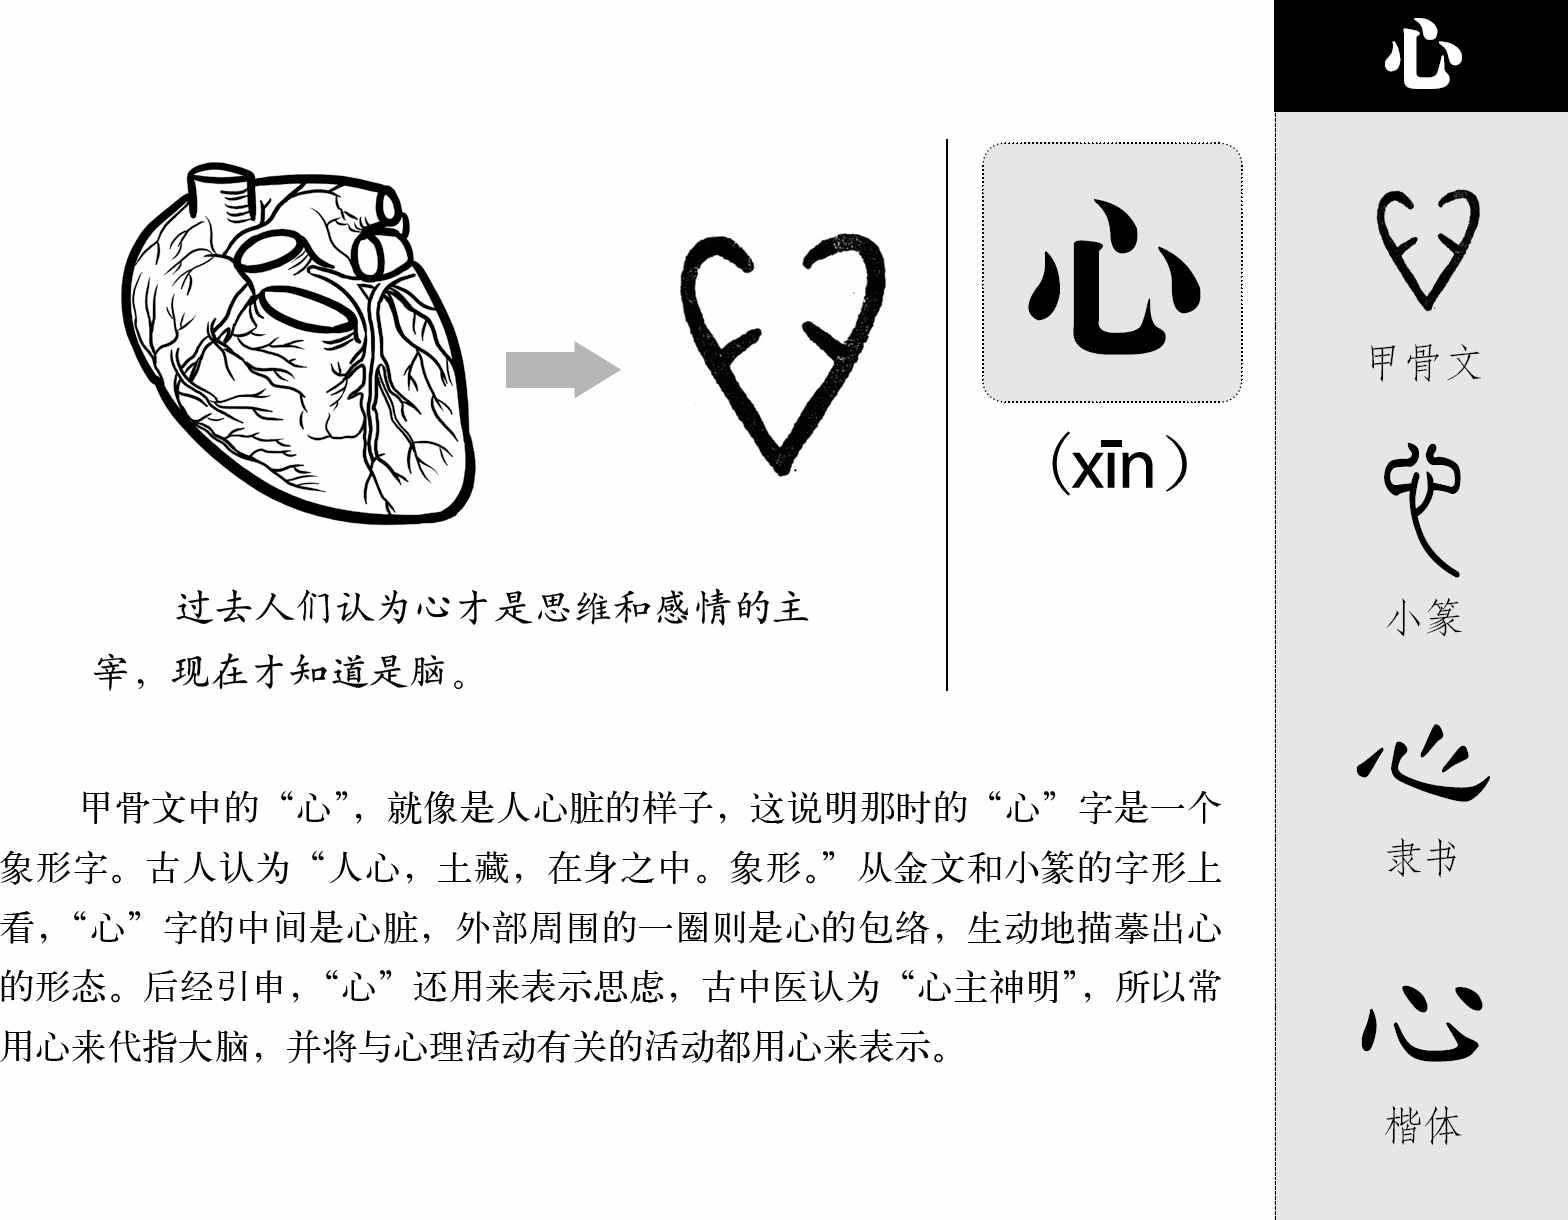 心
心
（xīn）
过去人们认为心才是思维和感情的主
宰，现在才知道是脑。
甲骨文中的“心”，就像是人心脏的样子，这说明那时的“心”字是一个
象形字。古人认为“人心，土藏，在身之中。象形。”从金文和小篆的字形上
看，“心”字的中间是心脏，外部周围的一圈则是心的包络，生动地描摹出心
的形态。后经引申，“心”还用来表示思虑，古中医认为“心主神明”，所以常
用心来代指大脑，并将与心理活动有关的活动都用心来表示。
甲骨文
小篆
心
隶书
心
楷体